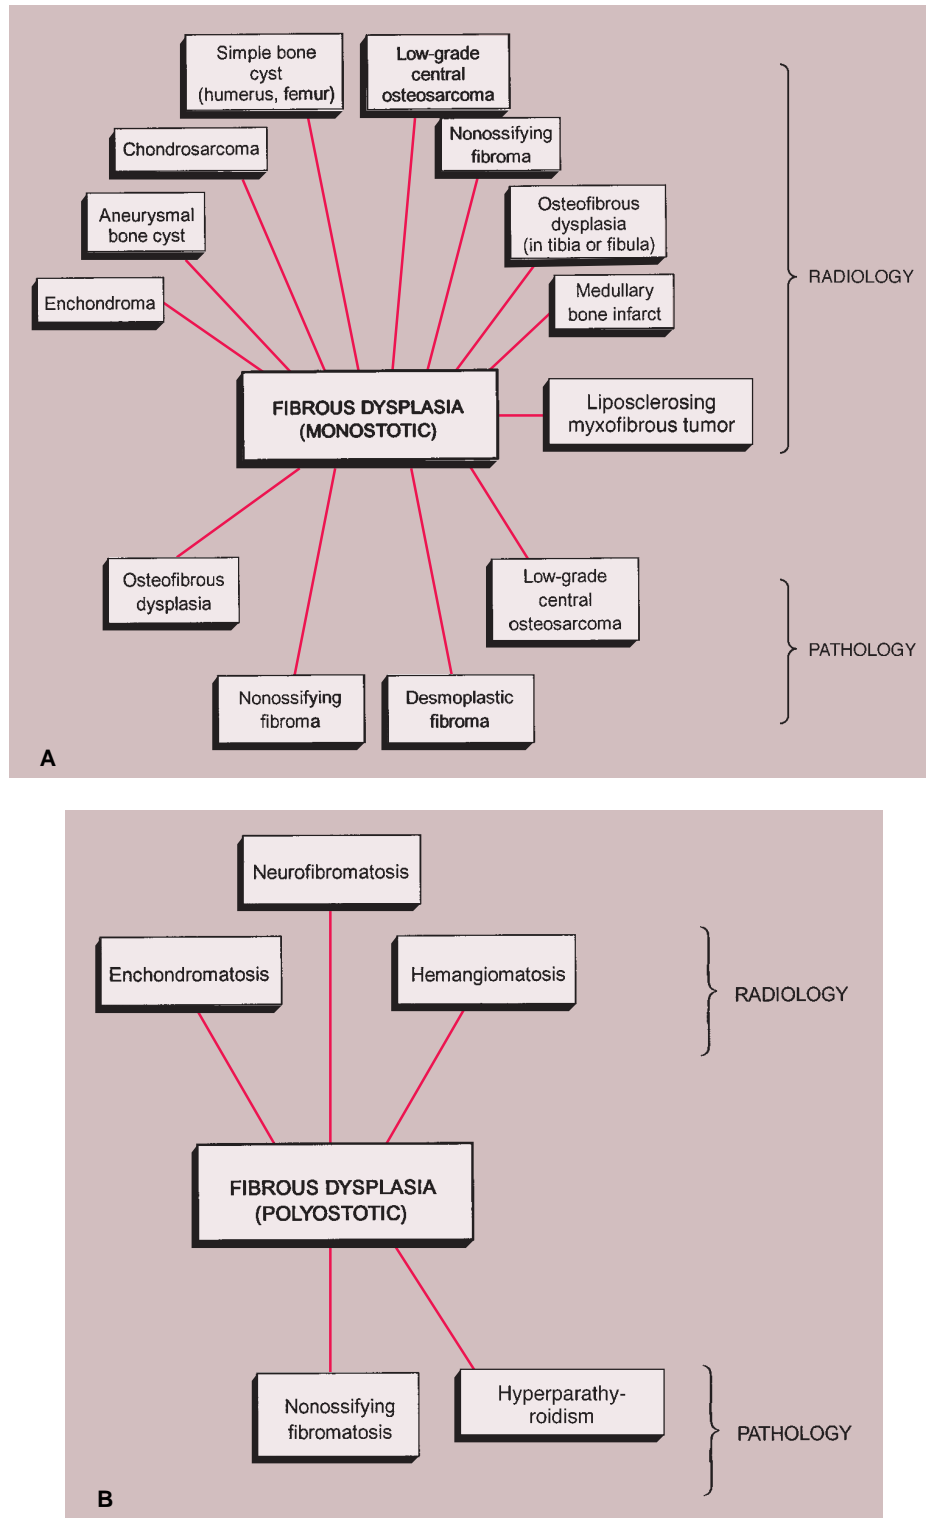 Simple bone
cyst
(humerus, femur)
Low-grade
central
osteosarcoma
Chondrosarcoma
Nonossifying
fibroma
Aneurysmal
bone cyst
Osteofibrous
dysplasia
(in tibia or fibula)
Enchondroma
Medullary
bone infarct
RADIOLOGY
FIBROUS DYSPLASIA
(MONOSTOTIC)
Liposclerosing
myxofibrous tumor
Osteofibrous
dysplasia
Low-grade
central
osteosarcoma
PATHOLOGY
Nonossifying
fibroma
Desmoplastic
fibroma
A
Neurofibromatosis
Enchondromatosis
Hemangiomatosis
RADIOLOGY
FIBROUS DYSPLASIA
(POLYOSTOTIC)
Nonossifying
fibromatosis
Hyperparathy-
roidism
PATHOLOGY
B